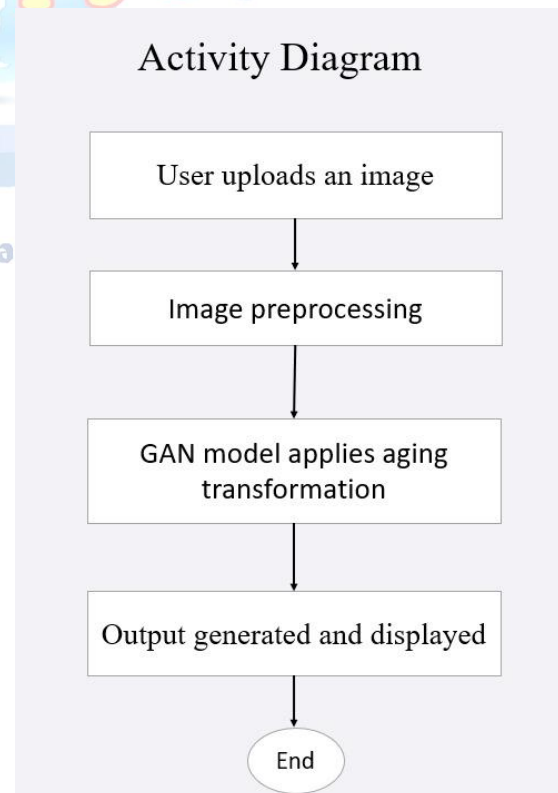 Activity Diagram
User uploads an image
Image preprocessing
GAN model applies aging
transformation
Output generated and displayed
End